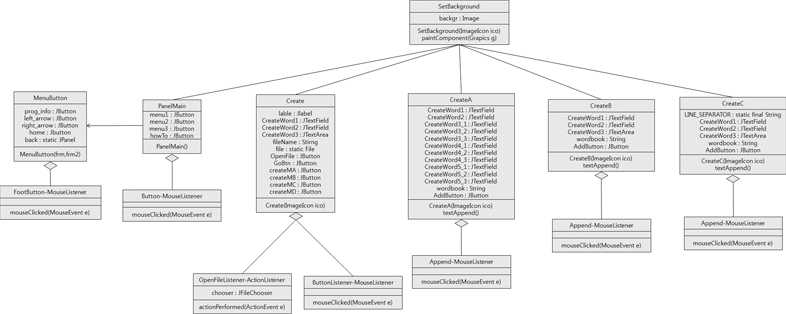 SetBackground
backgr : Image
SetBackground(ImageIcon ico)
paintComponent(Grapics g)
MenuButton
prog_info : JButton
left_arrow : JButton
right_arrow : JButton
home : JButton
back : static JPanel
MenuButton(frm,frm2)
FootButton-MouseListener
mouseClicked(MouseEvent e)
PanelMain
menu1 : JButton
menu2 : JButton
menu3 : JButton
howTo : JButton
PanelMain()
Button-MouseListener
mouseClicked(MouseEvent e)
Create
lable : Jlabel
CreateWord1 : JTextField
CreateWord2 : JTextField
CreateWord3 : JTextArea
fileName : String
file : static File
OpenFile : JButton
GoBtn : JButton
createMA : JButton
createMB : JButton
createMC : JButton
createMD : JButton
Create(ImageIcon ico)
OpenFileListener-ActionListener
chooser : JFileChooser
actionPerformed(ActionEvent e)
ButtonListener-MouseListener
mouseClicked(MouseEvent e)
CreateA
CreateWord1 : JTextField
CreateWord2 : JTextField
CreateWord3_1 : JTextField
CreateWord3_2 : JTextField
CreateWord3_3 : JTextField
CreateWord4_1 : JTextField
CreateWord4_2 : JTextField
CreateWord4_3 : JTextField
CreateWord5_1 : JTextField
CreateWord5_2 : JTextField
CreateWord5_3 : JTextField
wordbook : String
AddButton : JButton
CreateA(ImageIcon ico)
textAppend()
Append-MouseListener
mouseClicked(MouseEvent e)
CreateB
CreateWord1 : JTextField
CreateWord2 : JTextField
CreateWord3 : JTextArea
wordbook : String
AddButton : JButton
CreateB(ImageIcon ico)
textAppend()
Append-MouseListener
mouseClicked(MouseEvent e)
CreateC
LINE_SEPARATOR : static final String
CreateWord1 : JTextField
CreateWord2 : JTextField
CreateWord3 : JTextArea
wordbook : String
AddButton : JButton
CreateC(ImageIcon ico)
textAppend()
Append-MouseListener
mouseClicked(MouseEvent e)